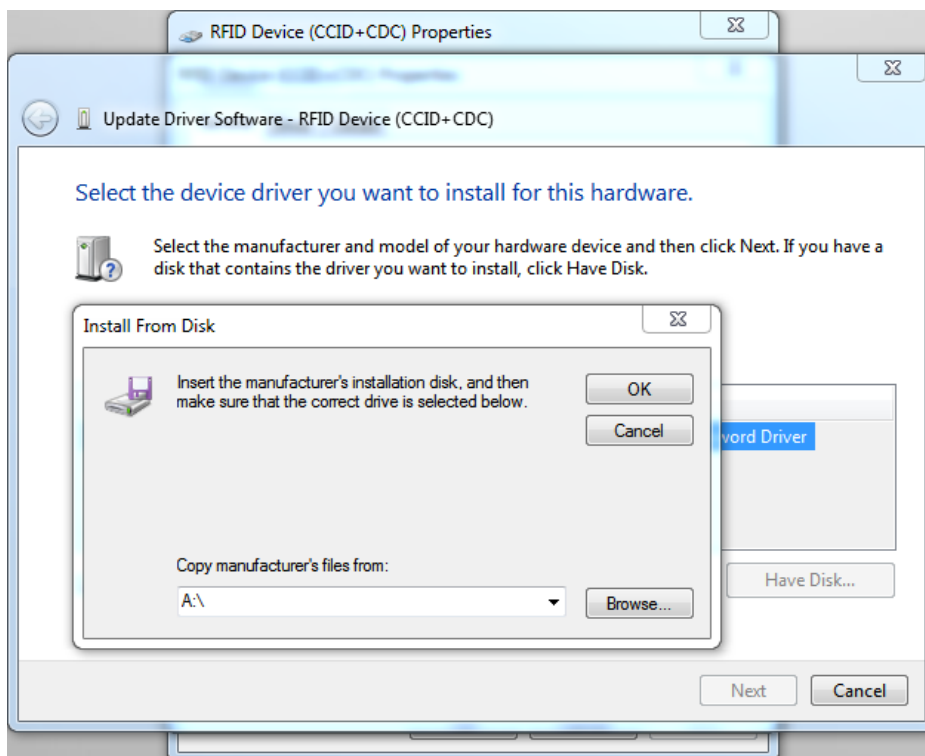 RFID Device (CCID+CDC) Properties
Update Driver Software - RFID Device (CCID+CDC)
Select the device driver you want to install for this hardware.
Select the manufacturer and model of your hardware device and then click Next. If you have a
disk that contains the driver you want to install, click Have Disk.
Install From Disk
Insert the manufacturer's installation disk, and then
make sure that the correct drive is selected below.
OK
Cancel
Driver
Copy manufacturer's files from:
A:\
Browse...
Have Disk...
Next
Cancel